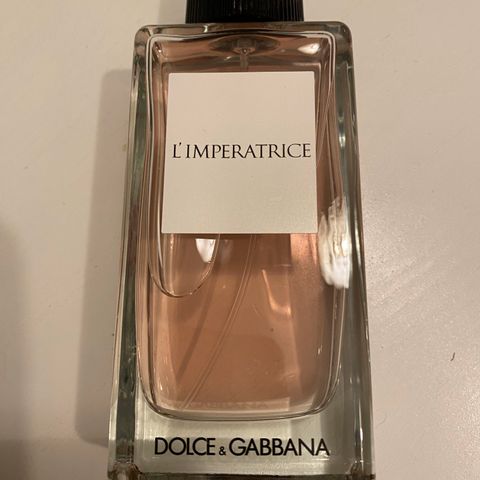 L'IMPERATRICE
DOLCE & GABBANA